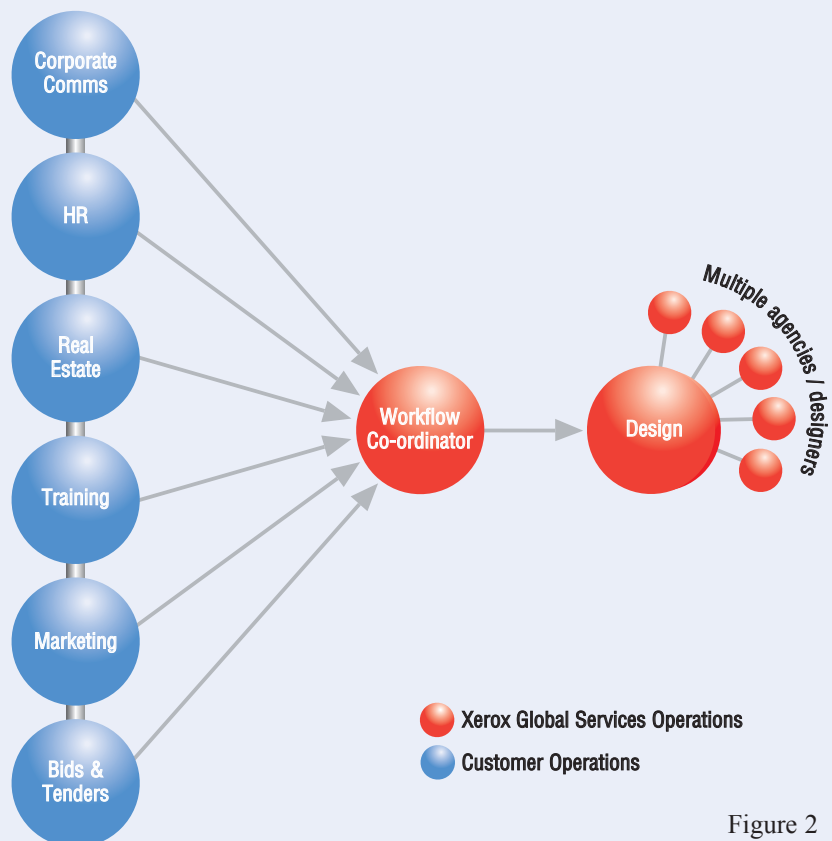 Corporate
Comms
HR
Real
Estate
Training
Marketing
Bids &
Tenders
Workflow
Co-ordinator
Design
Multiple agencies / designers
Xerox Global Services Operations
Customer Operations
Figure 2